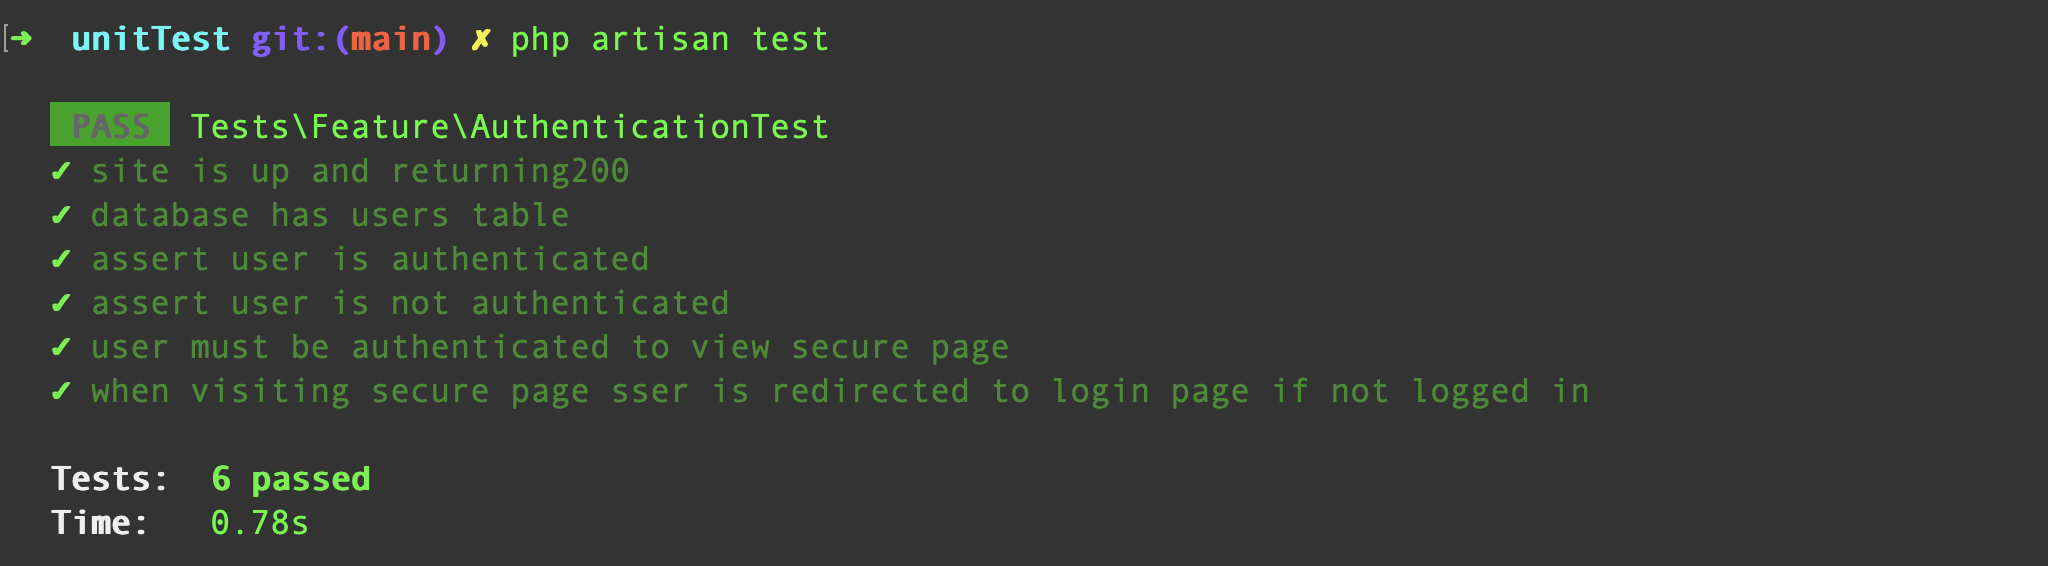 [➜ unitTest git:(main) ✗ php artisan test
PASS Tests\Feature\AuthenticationTest
✔ site is up and returning200
✔ database has users table
✔ assert user is authenticated
✔ assert user is not authenticated
✔ user must be authenticated to view secure page
✔ when visiting secure page sser is redirected to login page if not logged in
Tests: 6 passed
Time: 0.78s